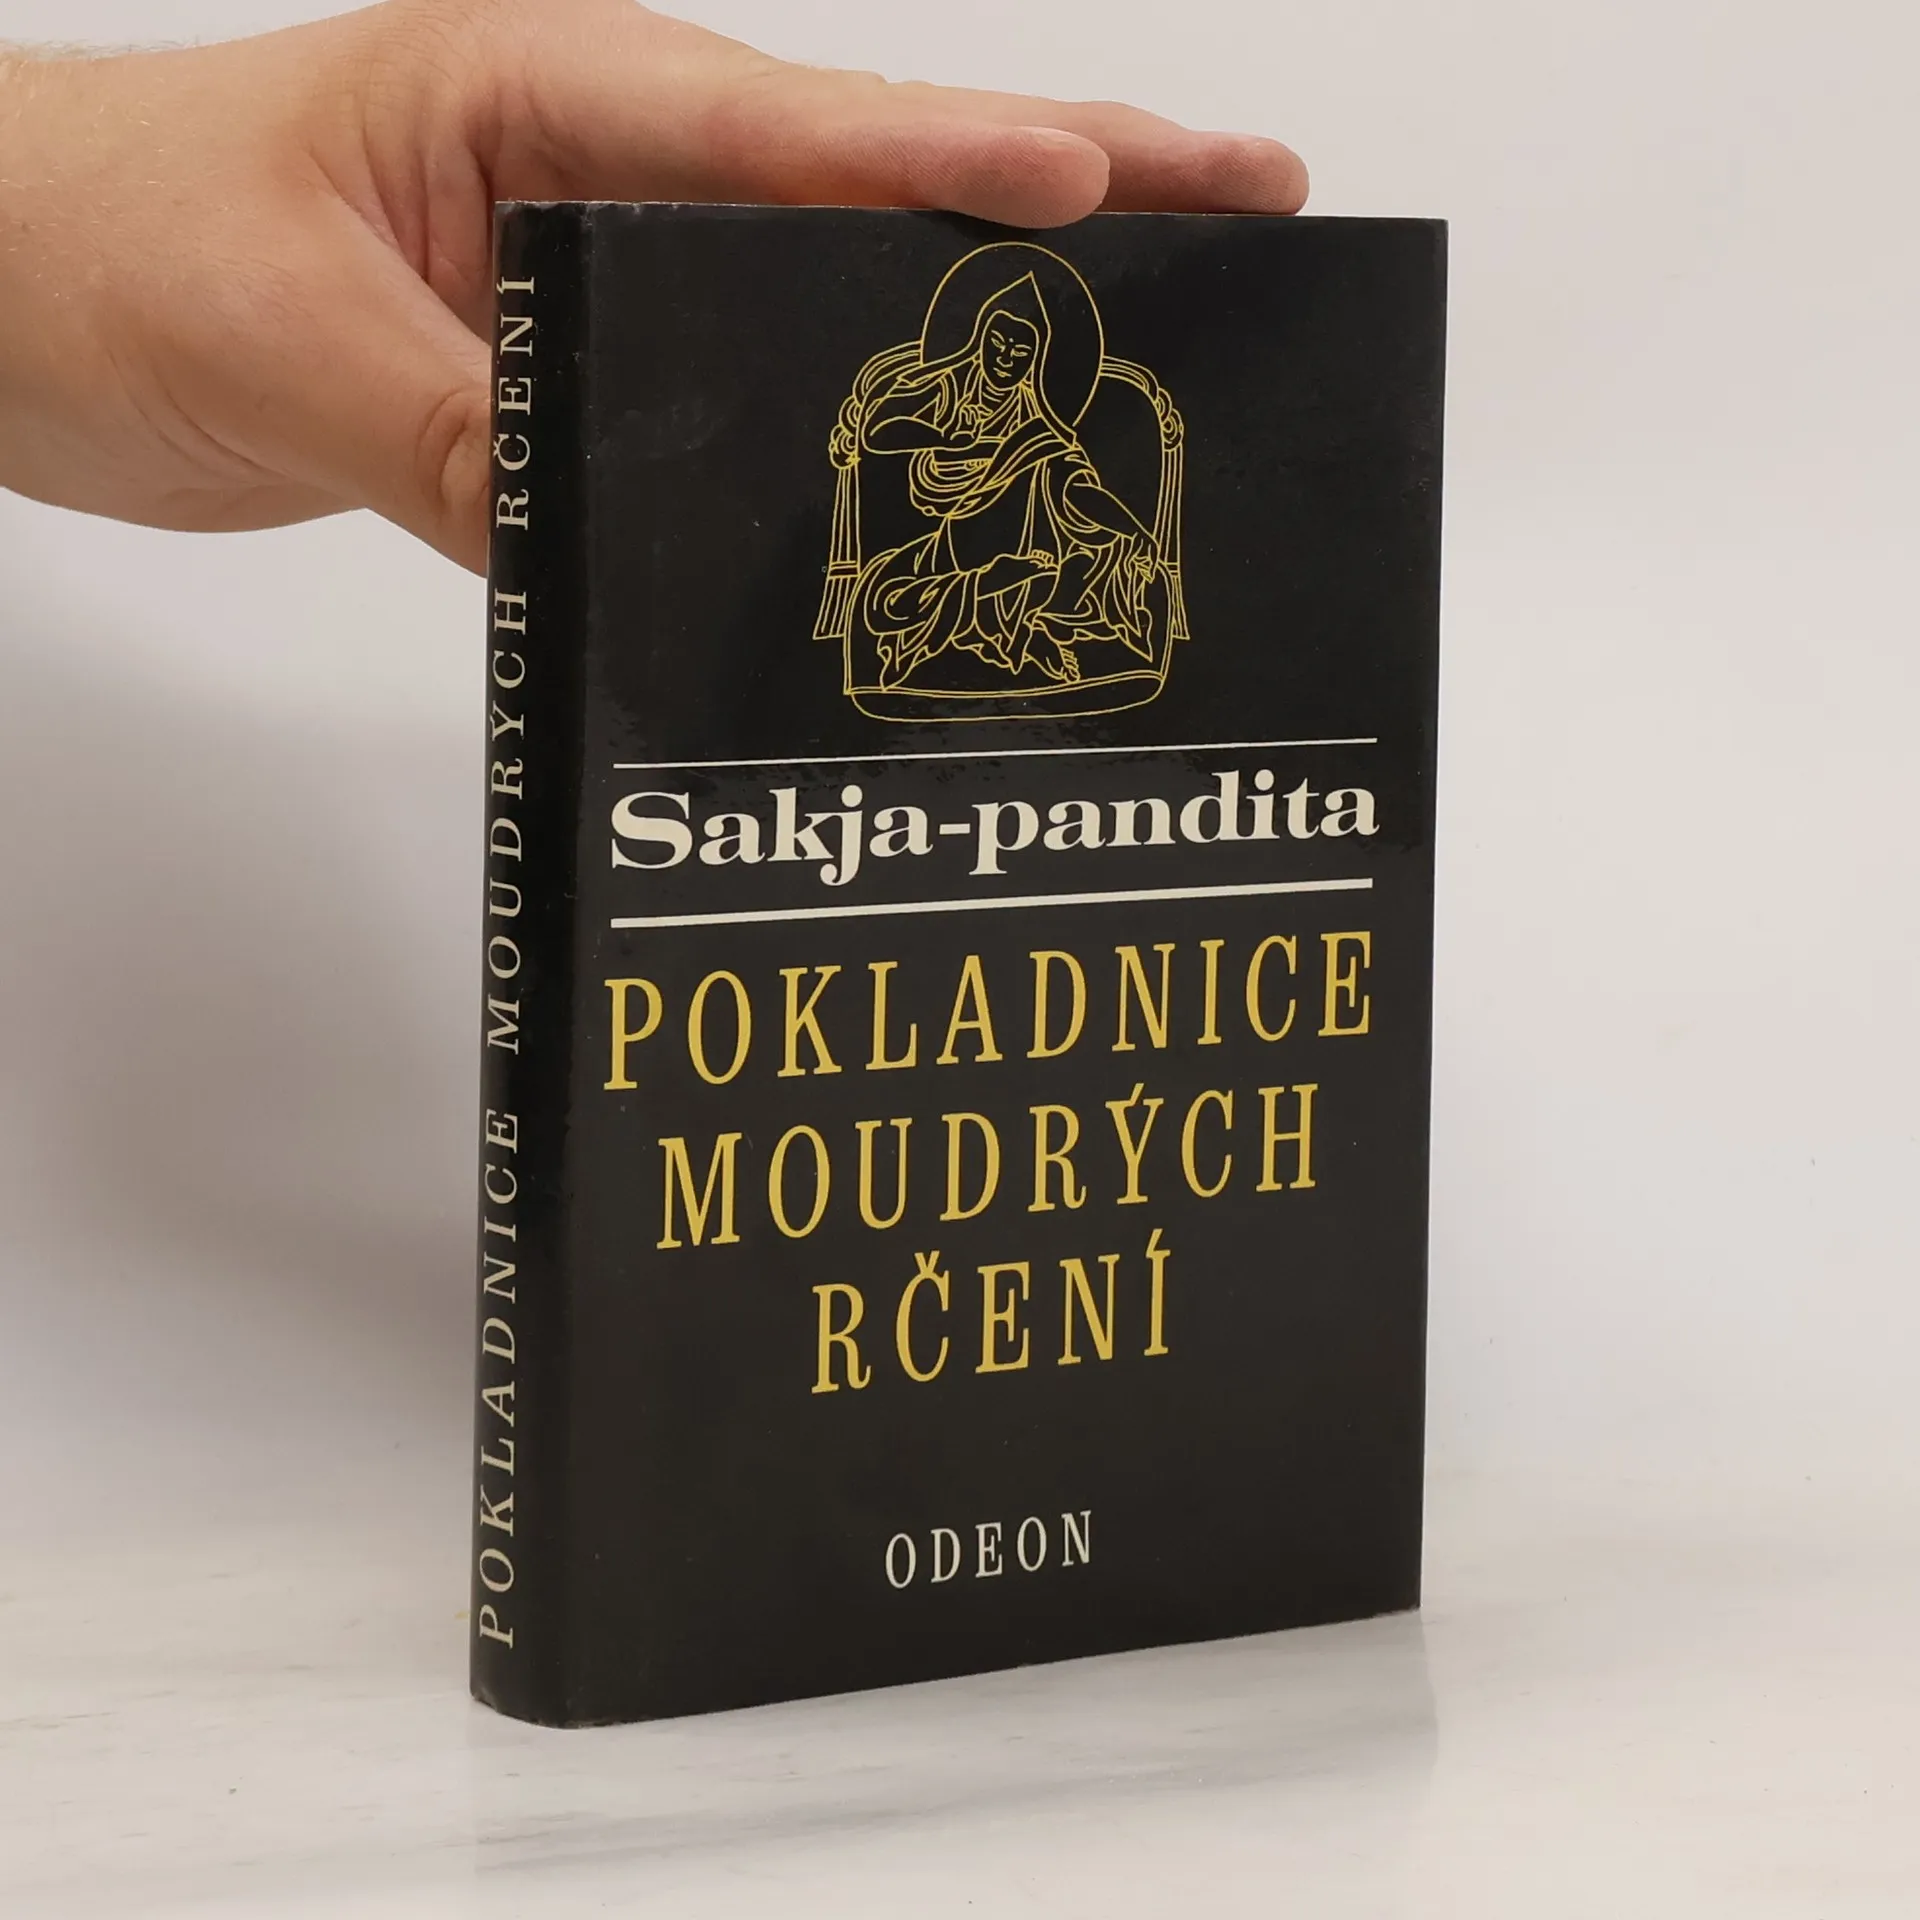 POKLADNICE MOUDRÝCH RČENÍ
Sakja-pandita
POKLADNICE
MOUDRÝCH
RČENÍ
ODEON